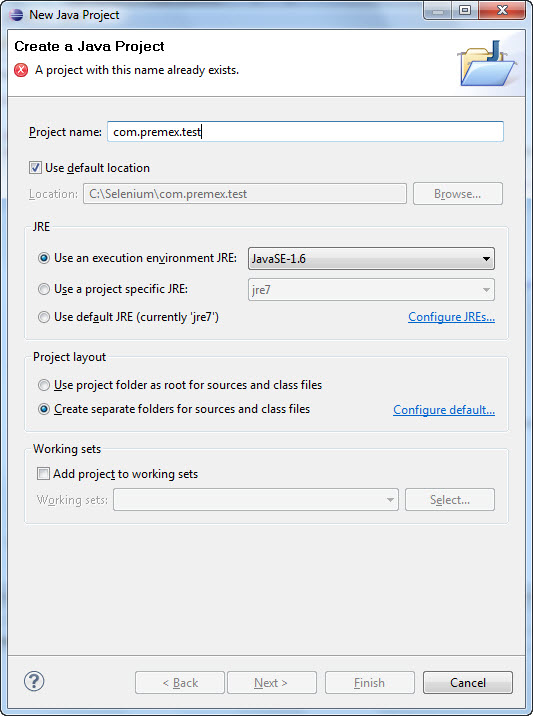 New Java Project
Create a Java Project
A project with this name already exists.
Project name: com.premex.test
Use default location
Location: C:\Selenium\com.premex.test Browse...
JRE
Use an execution environment JRE: JavaSE-1.6
Use a project specific JRE: jre7
Use default JRE (currently 'jre7') Configure JREs...
Project layout
Use project folder as root for sources and class files
Create separate folders for sources and class files Configure default...
Working sets
Add project to working sets
Working sets: Select...
? < Back Next > Finish Cancel